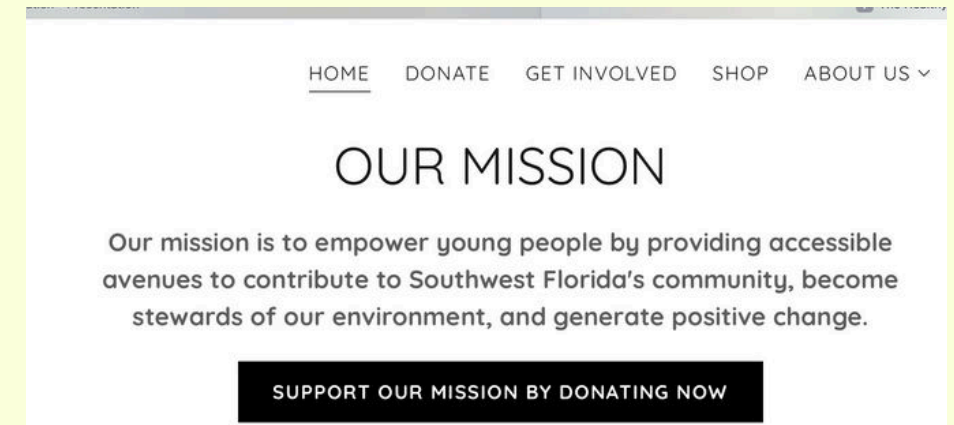 HOME DONATE GET INVOLVED SHOP ABOUT US
OUR MISSION
Our mission is to empower young people by providing accessible
avenues to contribute to Southwest Florida's community, become
stewards of our environment, and generate positive change.
SUPPORT OUR MISSION BY DONATING NOW